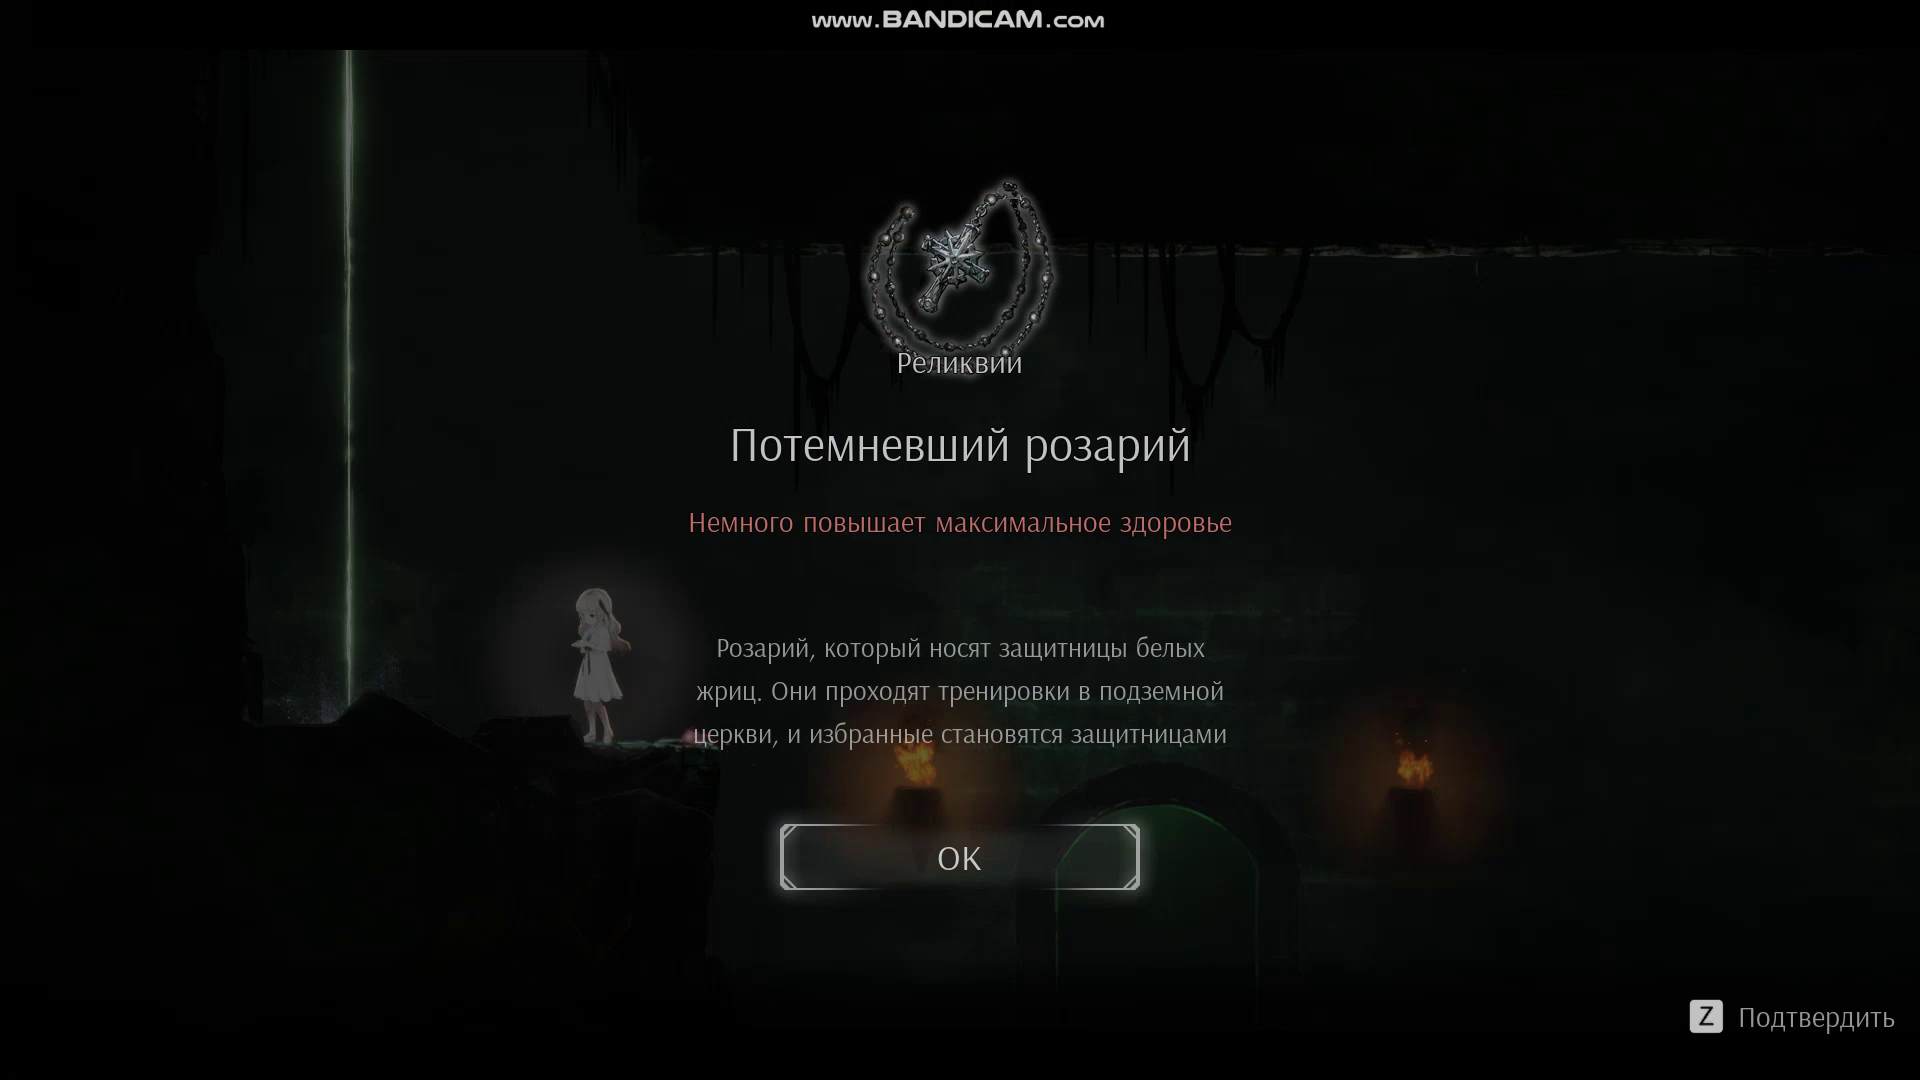 www.BANDICAM.com
Реликвии
Потемневший розарий
Немного повышает максимальное здоровье
Розарий, который носят защитницы белых
жриц. Они проходят тренировки в подземной
церкви, и избранные становятся защитницами
OK
Z Подтвердить